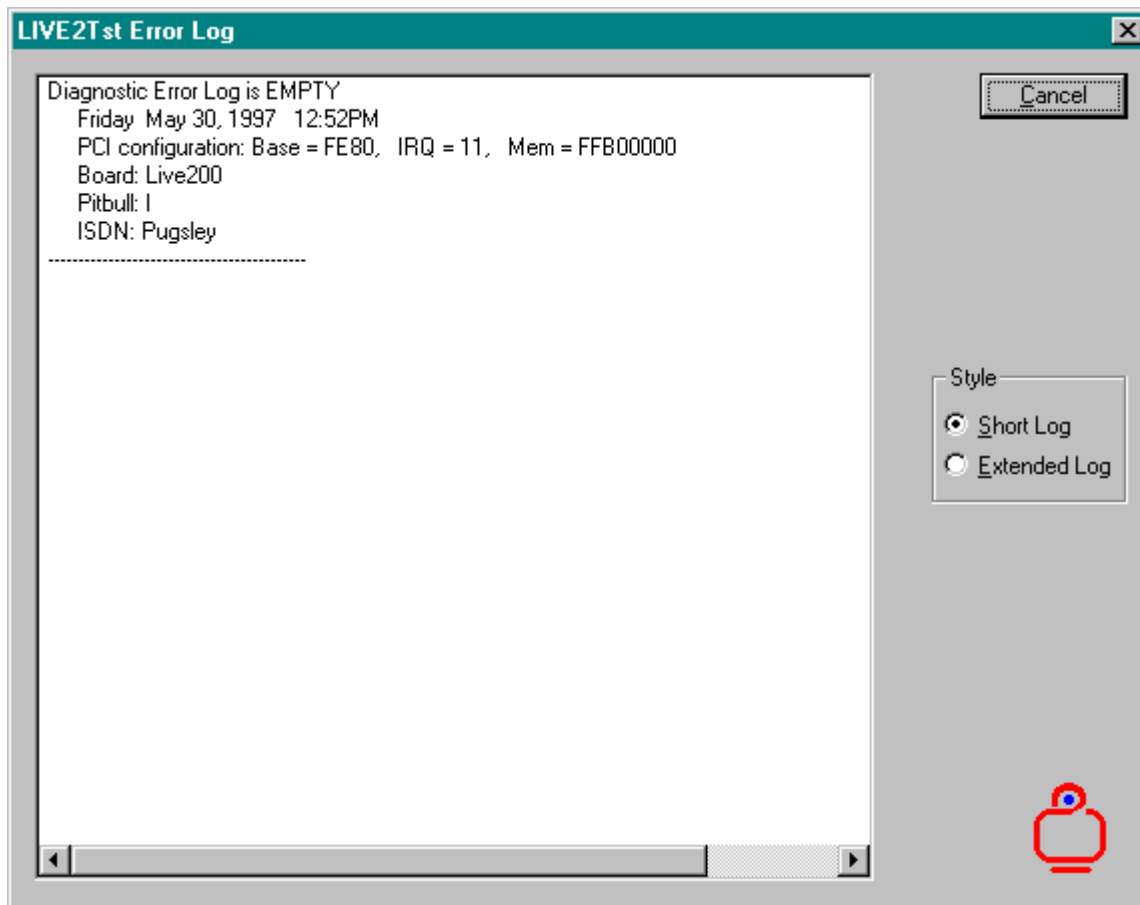 LIVE2Tst Error Log
Diagnostic Error Log is EMPTY
Friday  May 30, 1997   12:52PM
PCI configuration: Base = FE80,   IRQ = 11,   Mem = FFB00000
Board: Live200
Pitbull: I
ISDN: Pugsley
-------------------------------------------
Cancel
Style
Short Log
Extended Log